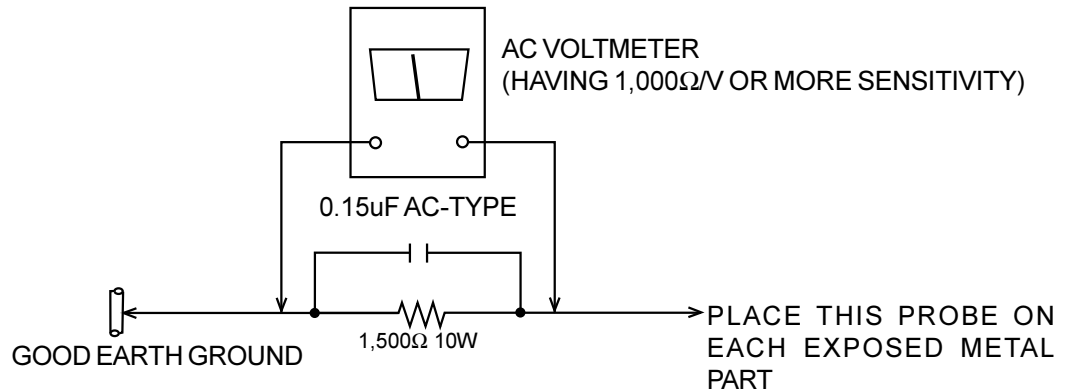 AC VOLTMETER
(HAVING 1,000Ω/V OR MORE SENSITIVITY)
0.15uF AC-TYPE
1,500Ω 10W
GOOD EARTH GROUND
PLACE THIS PROBE ON
EACH EXPOSED METAL
PART